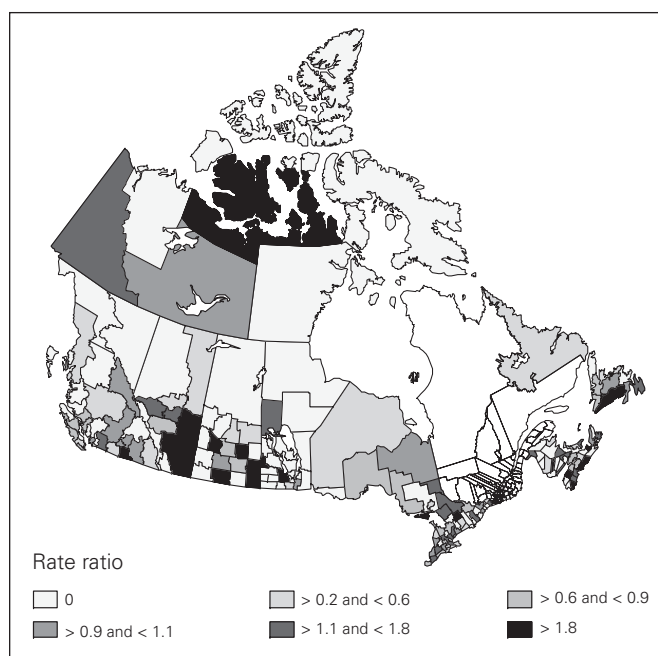 Rate ratio
0
> 0.2 and < 0.6
> 0.6 and < 0.9
> 0.9 and < 1.1
> 1.1 and < 1.8
> 1.8